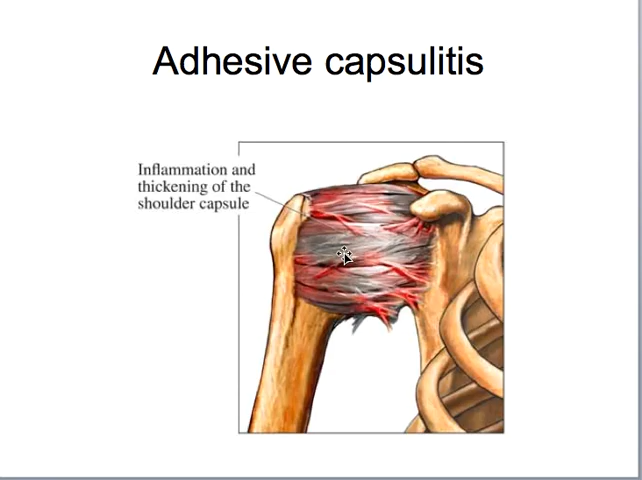 Adhesive capsulitis
Inflammation and
thickening of the
shoulder capsule